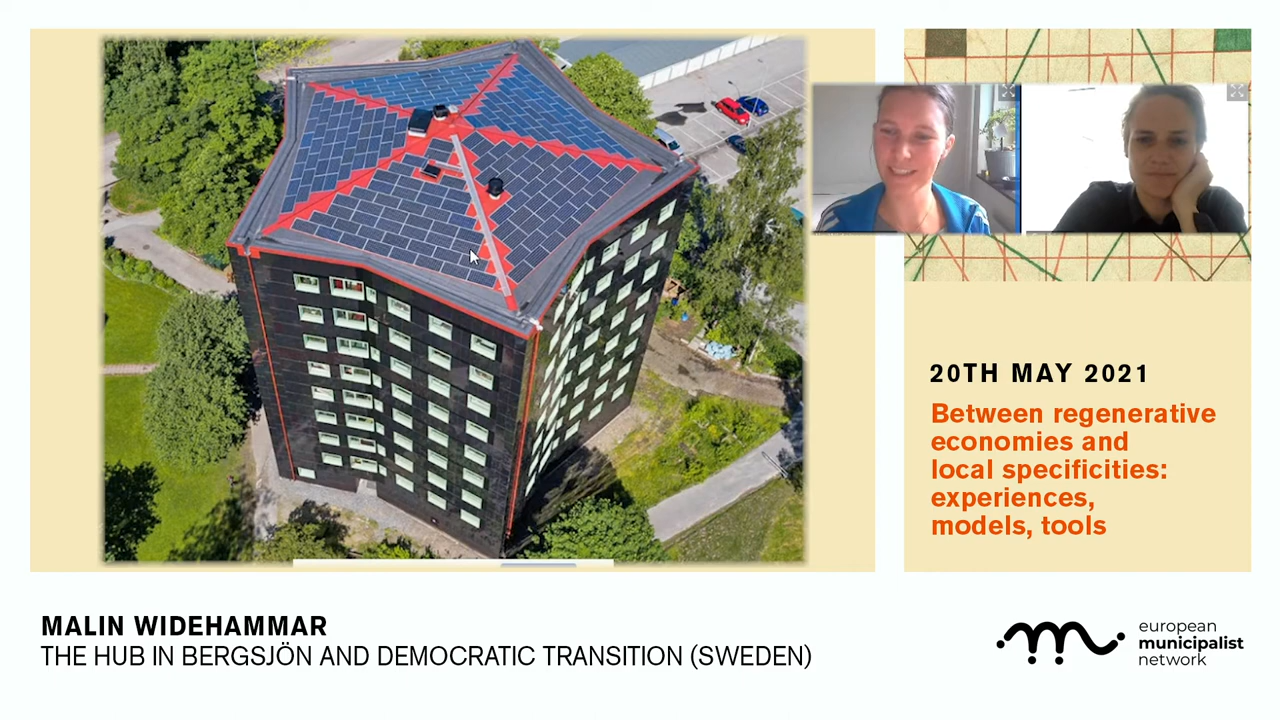 20TH MAY 2021
Between regenerative
economies and
local specificities:
experiences,
models, tools
MALIN WIDEHAMMAR
THE HUB IN BERGSJÖN AND DEMOCRATIC TRANSITION (SWEDEN)
european
municipalist
network